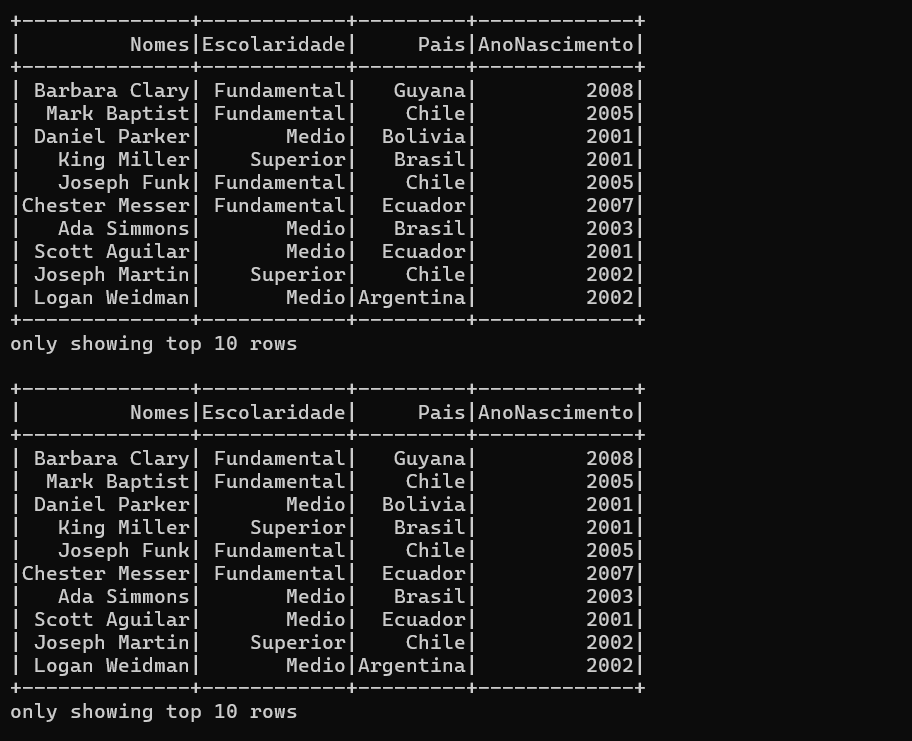 +--------------+------------+---------+-------------+
|         Nomes|Escolaridade|     Pais|AnoNascimento|
+--------------+------------+---------+-------------+
| Barbara Clary| Fundamental|   Guyana|         2008|
|  Mark Baptist| Fundamental|    Chile|         2005|
| Daniel Parker|       Medio|  Bolivia|         2001|
|   King Miller|    Superior|   Brasil|         2001|
|   Joseph Funk| Fundamental|    Chile|         2005|
|Chester Messer| Fundamental|  Ecuador|         2007|
|   Ada Simmons|       Medio|   Brasil|         2003|
| Scott Aguilar|       Medio|  Ecuador|         2001|
| Joseph Martin|    Superior|    Chile|         2002|
| Logan Weidman|       Medio|Argentina|         2002|
+--------------+------------+---------+-------------+
only showing top 10 rows

+--------------+------------+---------+-------------+
|         Nomes|Escolaridade|     Pais|AnoNascimento|
+--------------+------------+---------+-------------+
| Barbara Clary| Fundamental|   Guyana|         2008|
|  Mark Baptist| Fundamental|    Chile|         2005|
| Daniel Parker|       Medio|  Bolivia|         2001|
|   King Miller|    Superior|   Brasil|         2001|
|   Joseph Funk| Fundamental|    Chile|         2005|
|Chester Messer| Fundamental|  Ecuador|         2007|
|   Ada Simmons|       Medio|   Brasil|         2003|
| Scott Aguilar|       Medio|  Ecuador|         2001|
| Joseph Martin|    Superior|    Chile|         2002|
| Logan Weidman|       Medio|Argentina|         2002|
+--------------+------------+---------+-------------+
only showing top 10 rows